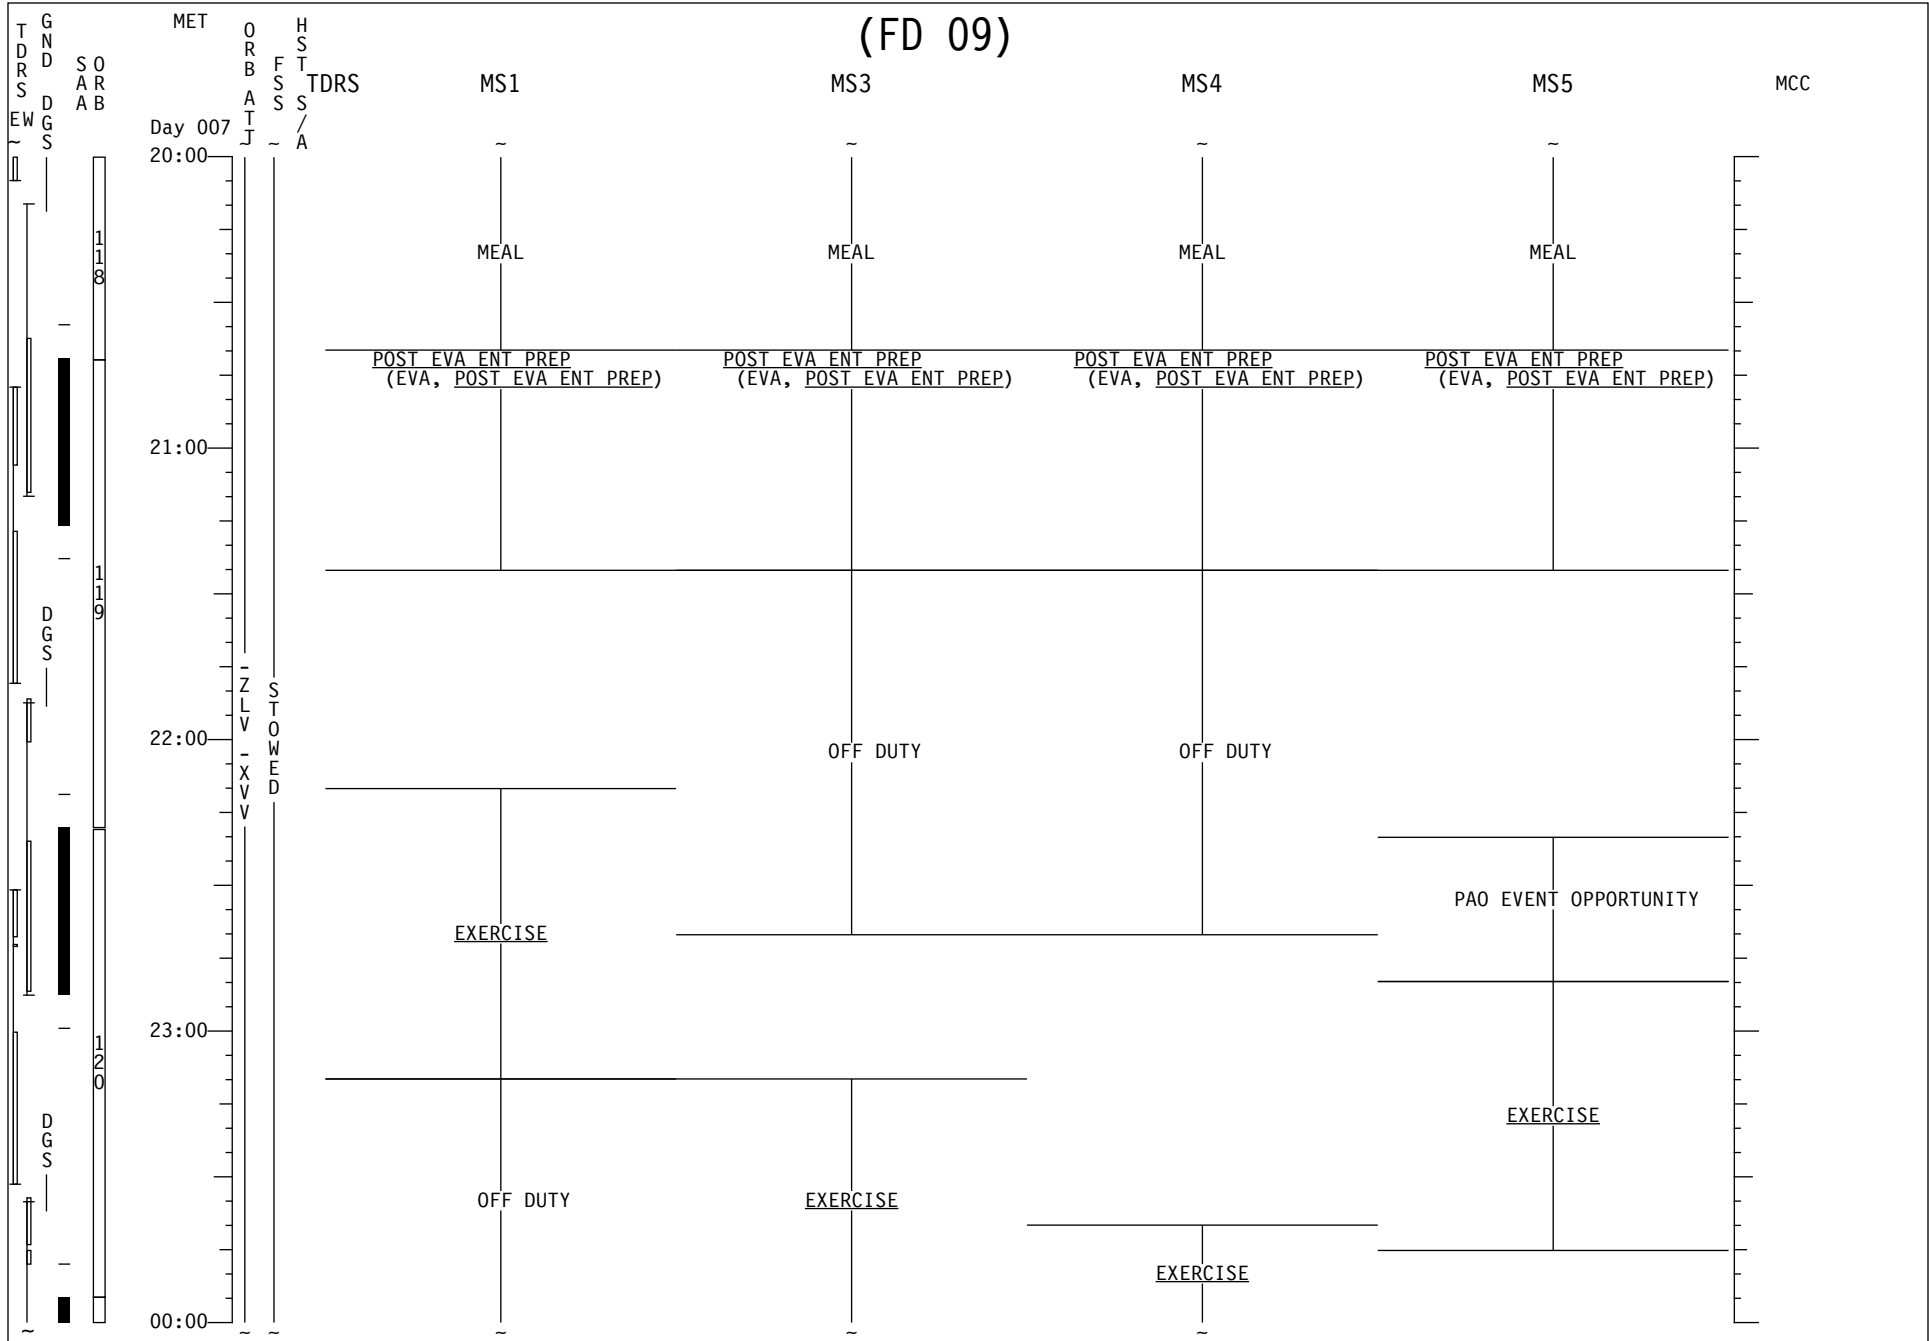 (FD 09)
TDRS EW
GND DGS
SAA
ORB
MET
Day 007
ORB ATT
FSS
HST S/A
TDRS
MS1
MS3
MS4
MS5
MCC
~ ~ ~ ~ ~ ~ ~
20:00
118
MEAL MEAL MEAL MEAL
POST EVA ENT PREP POST EVA ENT PREP POST EVA ENT PREP POST EVA ENT PREP
(EVA, POST EVA ENT PREP) (EVA, POST EVA ENT PREP) (EVA, POST EVA ENT PREP) (EVA, POST EVA ENT PREP)
21:00
119
DGS
-ZLV -XVV
STOWED
22:00
OFF DUTY OFF DUTY
PAO EVENT OPPORTUNITY
EXERCISE
23:00
120
DGS
EXERCISE
OFF DUTY EXERCISE
EXERCISE
00:00
~ ~ ~ ~ ~ ~